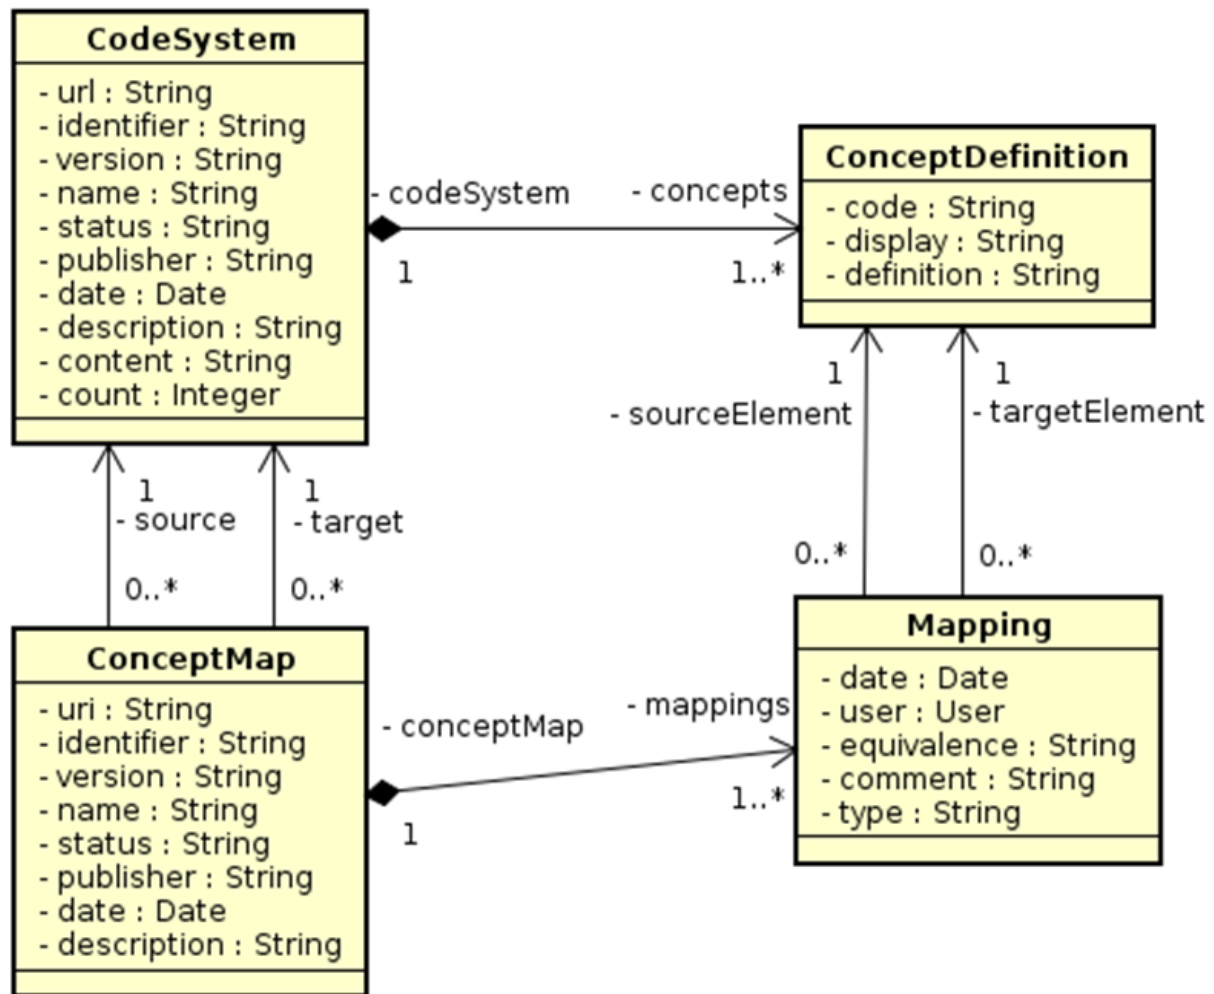 CodeSystem
- url : String
- identifier : String
- version : String
- name : String
- status : String
- publisher : String
- date : Date
- description : String
- content : String
- count : Integer
- codeSystem
- concepts
1
1..*
ConceptDefinition
- code : String
- display : String
- definition : String
1
- source
0..*
1
- target
0..*
1
- sourceElement
0..*
1
- targetElement
0..*
ConceptMap
- uri : String
- identifier : String
- version : String
- name : String
- status : String
- publisher : String
- date : Date
- description : String
- conceptMap
- mappings
1
1..*
Mapping
- date : Date
- user : User
- equivalence : String
- comment : String
- type : String